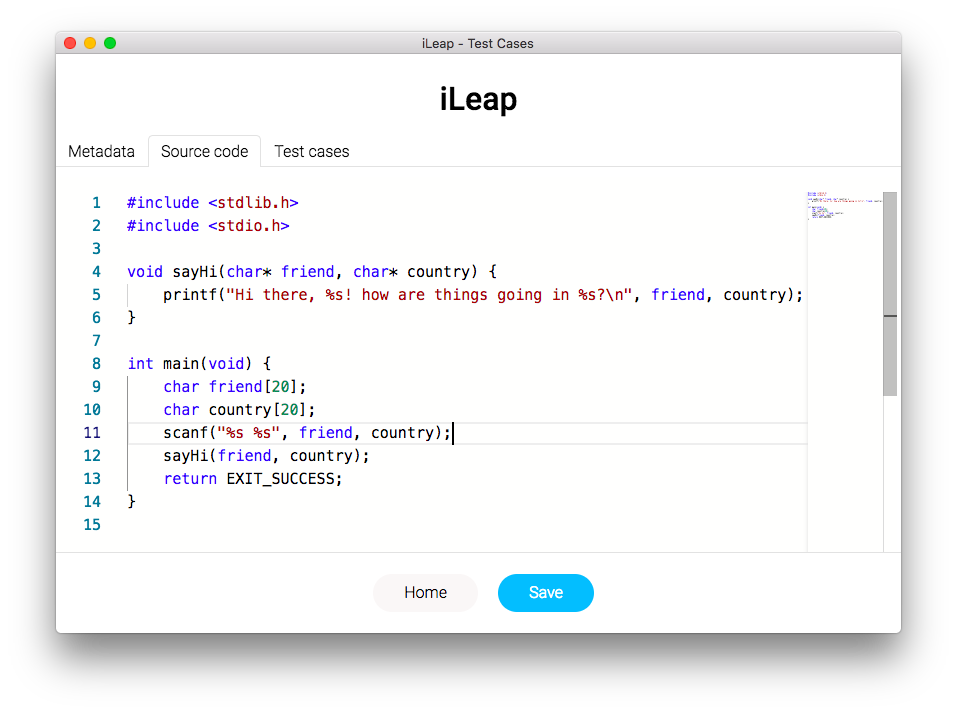 iLeap - Test Cases
iLeap
Metadata Source code Test cases
1 #include <stdlib.h>
2 #include <stdio.h>
3
4 void sayHi(char* friend, char* country) {
5     printf("Hi there, %s! how are things going in %s?\n", friend, country);
6 }
7
8 int main(void) {
9     char friend[20];
10     char country[20];
11     scanf("%s %s", friend, country);
12     sayHi(friend, country);
13     return EXIT_SUCCESS;
14 }
15
Home Save